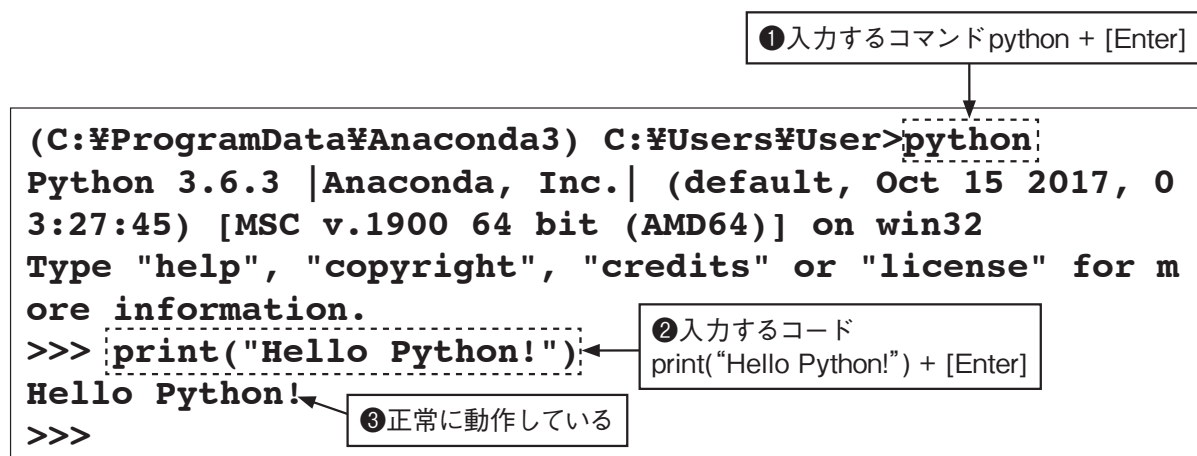 ❶入力するコマンドpython + [Enter]
(C:¥ProgramData¥Anaconda3) C:¥Users¥User>python
Python 3.6.3 |Anaconda, Inc.| (default, Oct 15 2017, 0
3:27:45) [MSC v.1900 64 bit (AMD64)] on win32
Type "help", "copyright", "credits" or "license" for m
ore information.
>>> print("Hello Python!")
❷入力するコード
print(“Hello Python!”) + [Enter]
Hello Python!
❸正常に動作している
>>>